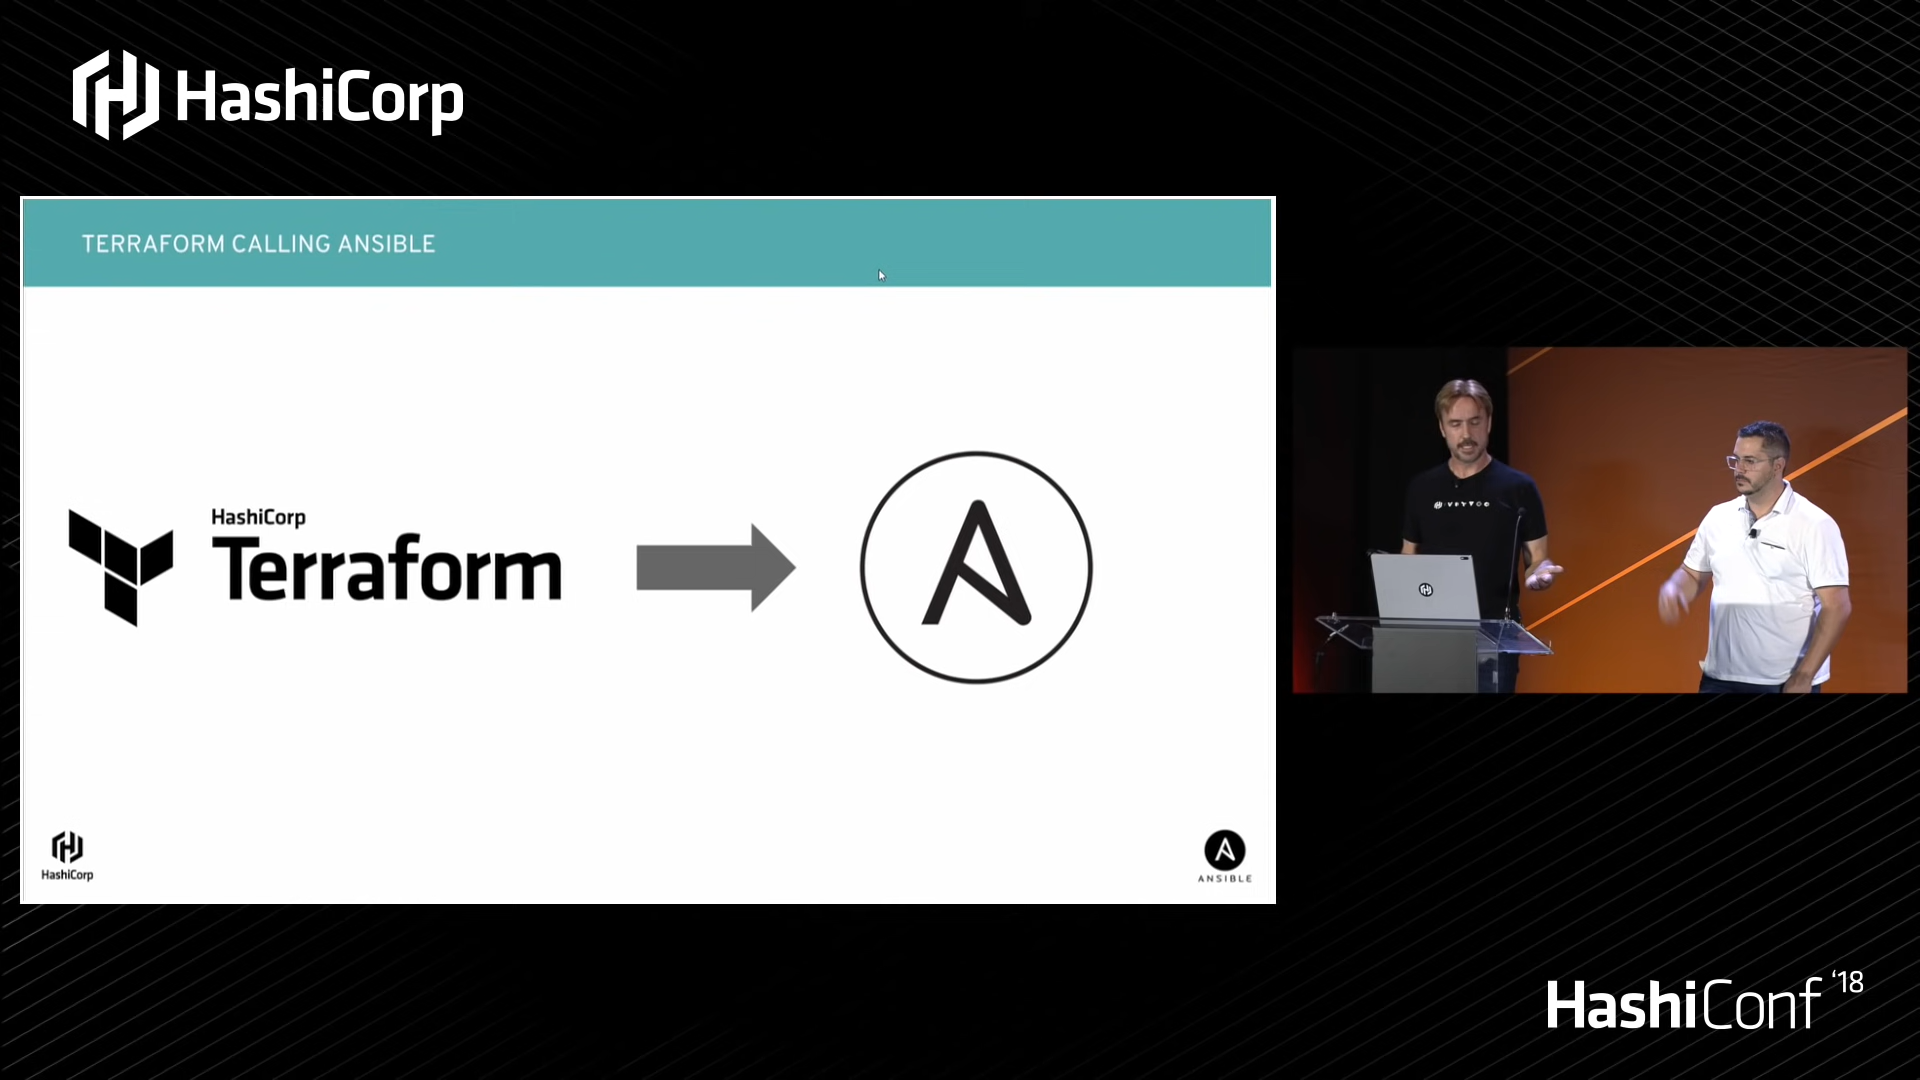 HashiCorp
TERRAFORM CALLING ANSIBLE
HashiCorp
Terraform
HashiCorp
ANSIBLE
HashiConf '18